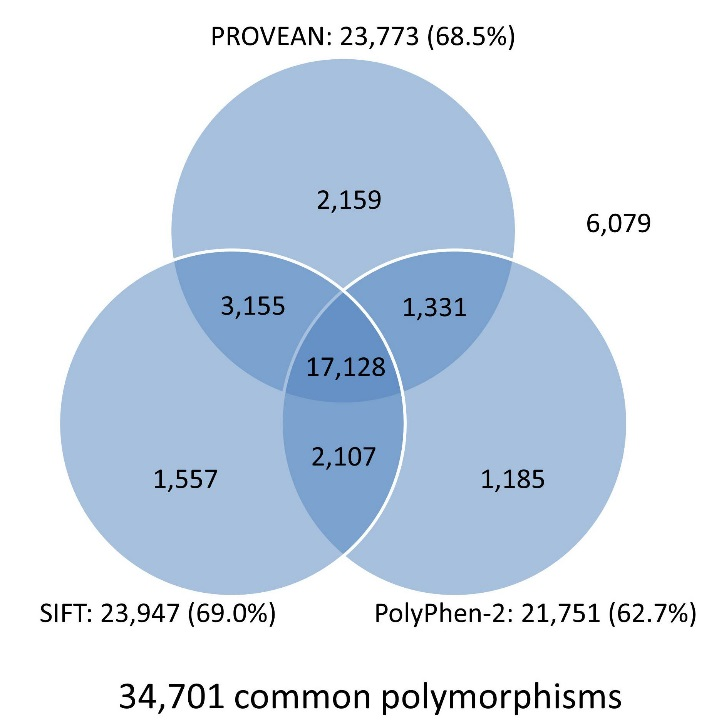 PROVEAN: 23,773 (68.5%)
2,159
6,079
3,155
1,331
17,128
2,107
1,557
1,185
SIFT: 23,947 (69.0%)
PolyPhen-2: 21,751 (62.7%)
34,701 common polymorphisms